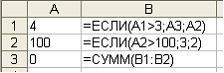 A B
1 4 =ЕСЛИ(A1>3;A3;A2)
2 100 =ЕСЛИ(A2>100;3;2)
3 0 =СУММ(B1:B2)